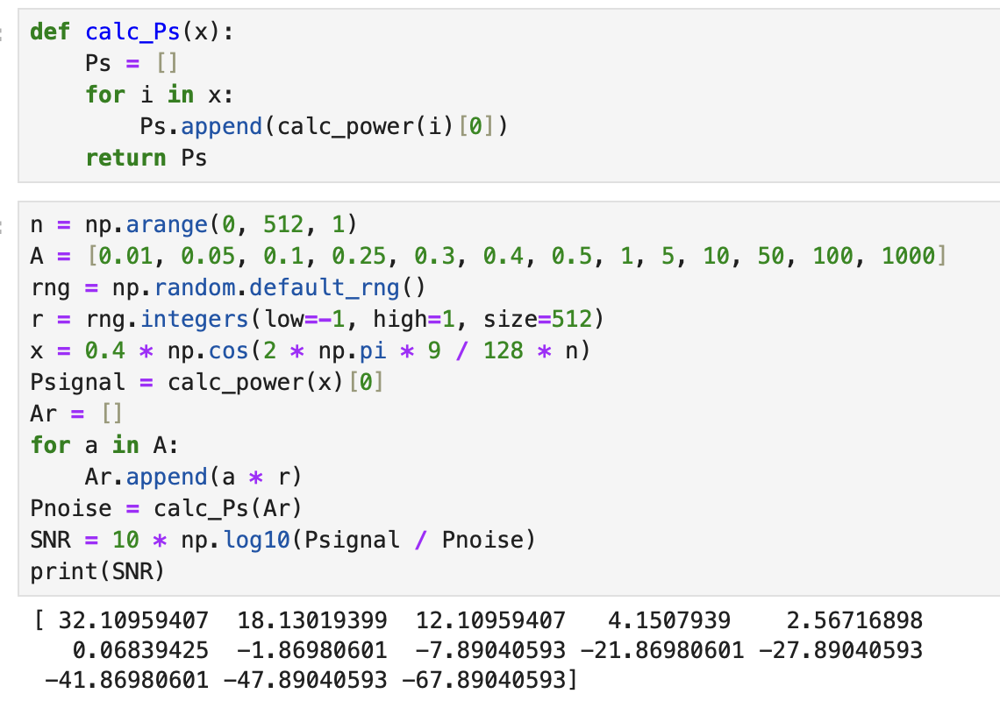 def calc_Ps(x):
    Ps = []
    for i in x:
        Ps.append(calc_power(i)[0])
    return Ps
n = np.arange(0, 512, 1)
A = [0.01, 0.05, 0.1, 0.25, 0.3, 0.4, 0.5, 1, 5, 10, 50, 100, 1000]
rng = np.random.default_rng()
r = rng.integers(low=-1, high=1, size=512)
x = 0.4 * np.cos(2 * np.pi * 9 / 128 * n)
Psignal = calc_power(x)[0]
Ar = []
for a in A:
    Ar.append(a * r)
Pnoise = calc_Ps(Ar)
SNR = 10 * np.log10(Psignal / Pnoise)
print(SNR)
[ 32.10959407  18.13019399  12.10959407   4.1507939    2.56716898
   0.06839425  -1.86980601  -7.89040593 -21.86980601 -27.89040593
 -41.86980601 -47.89040593 -67.89040593]